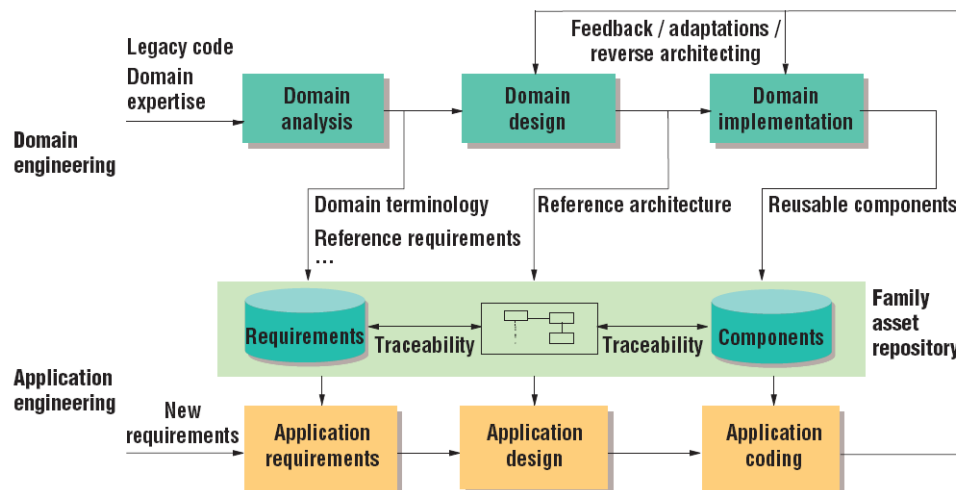 Feedback / adaptations /
reverse architecting
Legacy code
Domain
expertise
Domain
analysis
Domain
design
Domain
implementation
Domain
engineering
Domain terminology
Reference requirements
...
Reference architecture
Reusable components
Family
asset
repository
Requirements
Traceability
Traceability
Components
Application
engineering
New
requirements
Application
requirements
Application
design
Application
coding